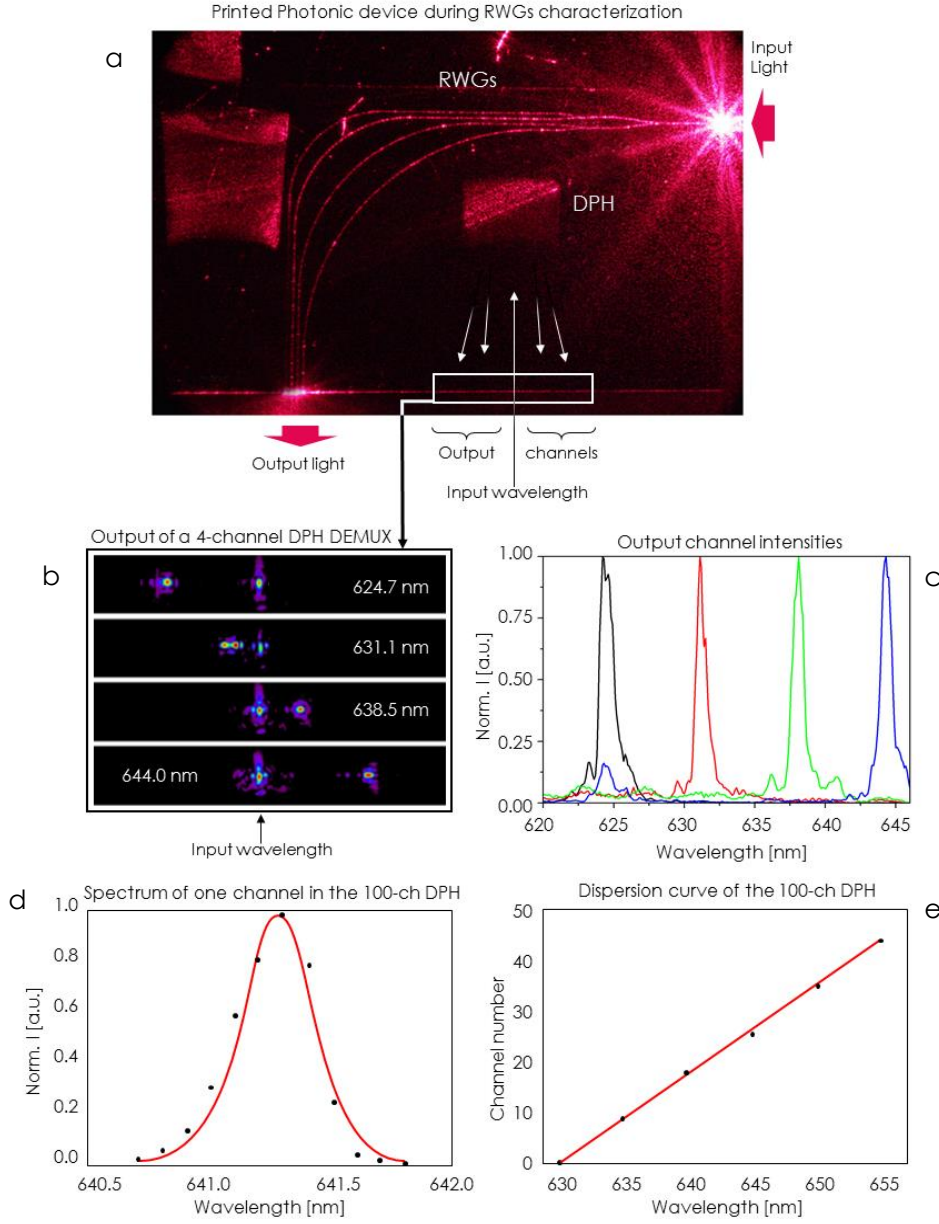 Printed Photonic device during RWGs characterization
a
Input
Light
RWGs
DPH
Output
channels
Output light
Input wavelength
Output of a 4-channel DPH DEMUX
b
624.7 nm
631.1 nm
638.5 nm
644.0 nm
Input wavelength
Output channel intensities
c
1.00
0.75
0.50
0.25
0.00
Norm. I [a.u.]
620 625 630 635 640 645
Wavelength [nm]
d
Spectrum of one channel in the 100-ch DPH
1.0
0.8
0.6
0.4
0.2
0.0
Norm. I [a.u.]
640.5 641.0 641.5 642.0
Wavelength [nm]
Dispersion curve of the 100-ch DPH
e
50
40
30
20
10
0
Channel number
630 635 640 645 650 655
Wavelength [nm]